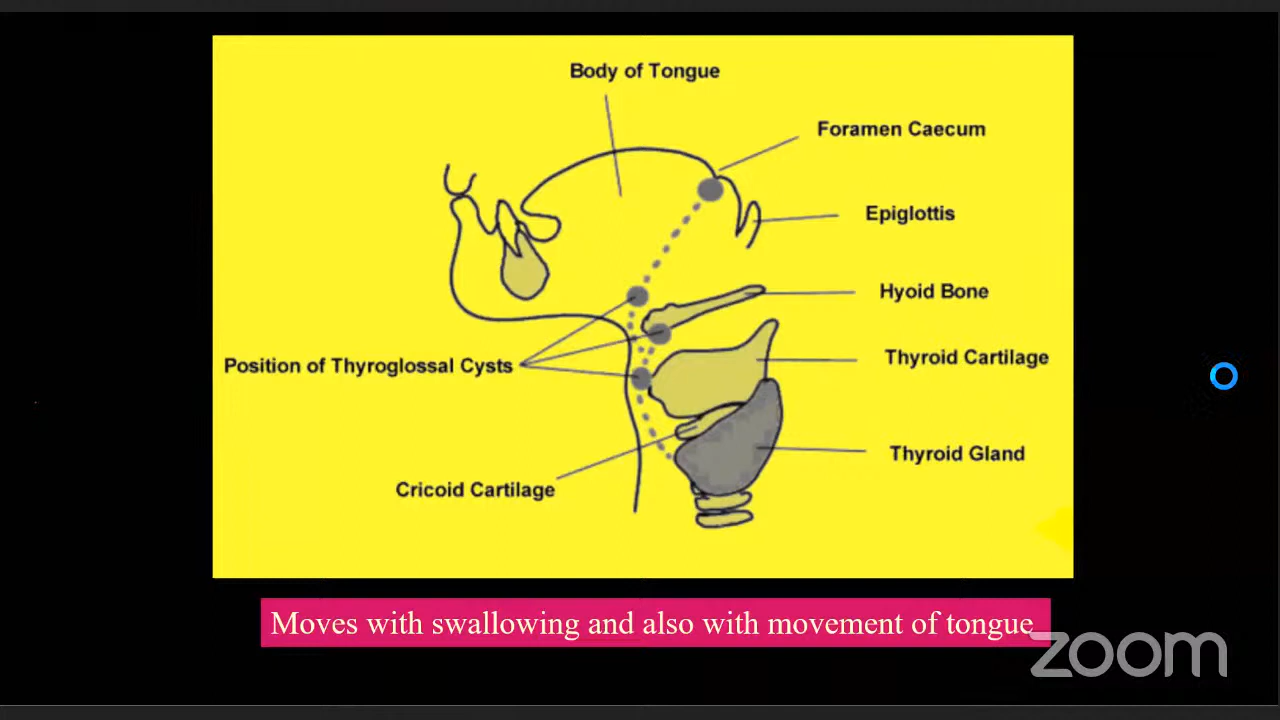 Body of Tongue
Foramen Caecum
Epiglottis
Hyoid Bone
Thyroid Cartilage
Position of Thyroglossal Cysts
Thyroid Gland
Cricoid Cartilage
Moves with swallowing and also with movement of tongue
zoom